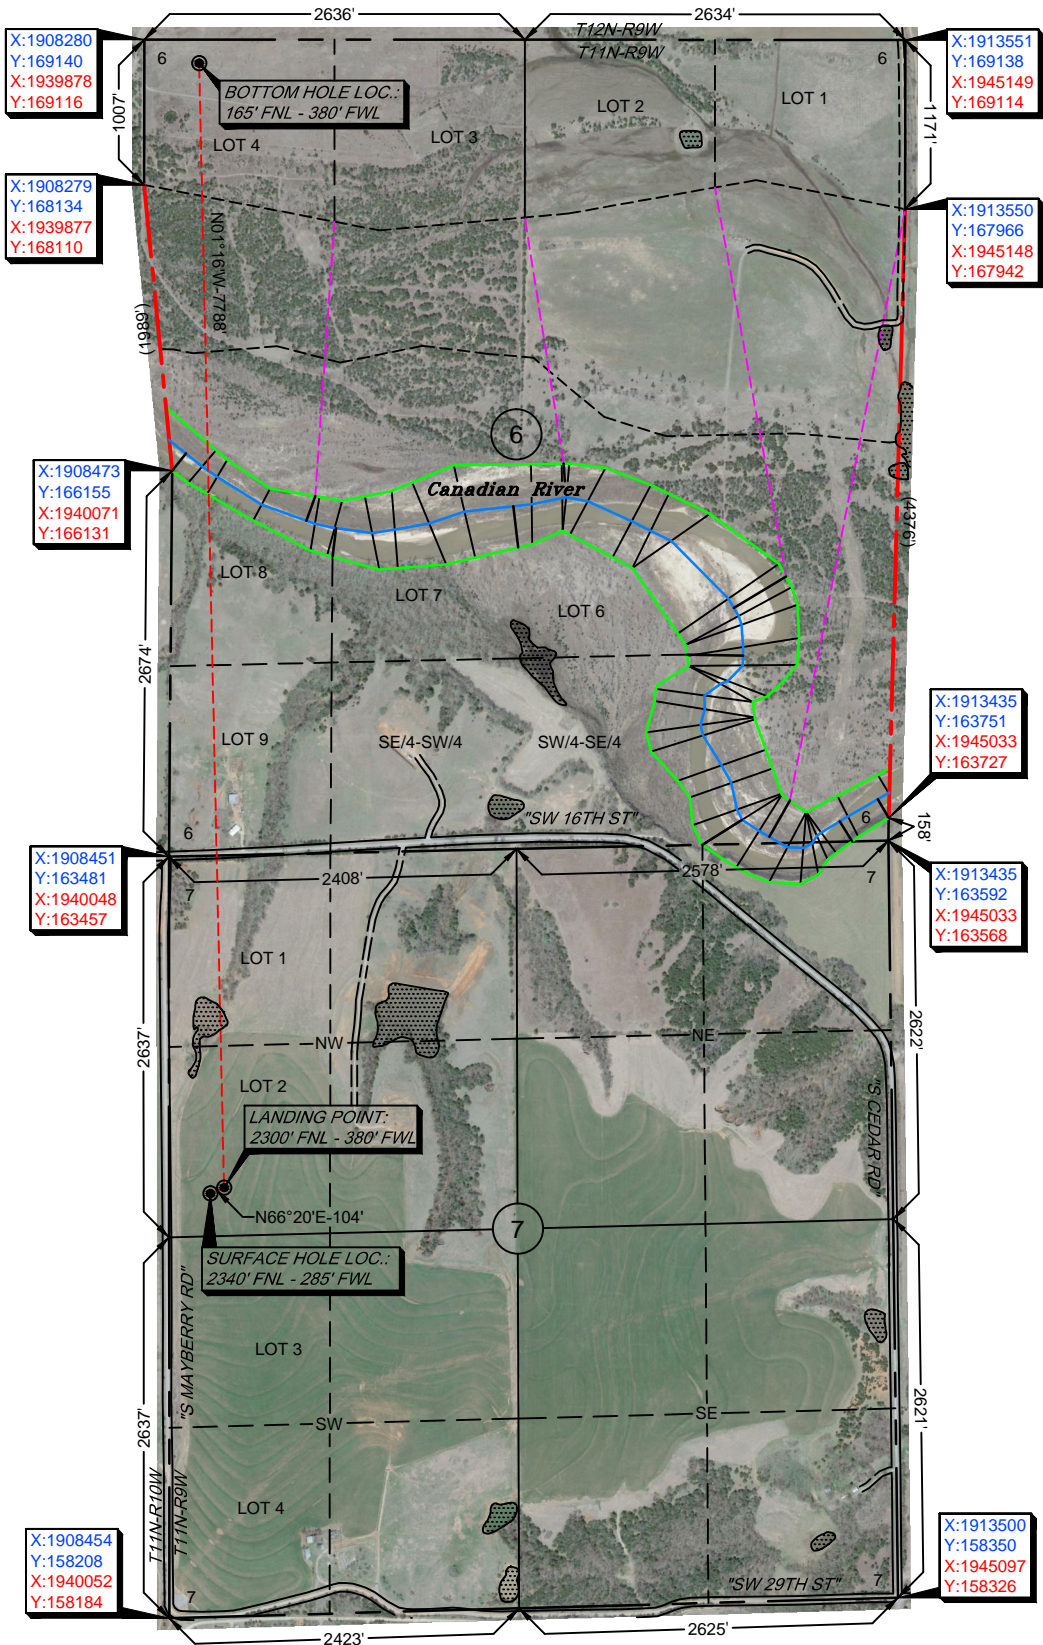 2636'
2634'
T12N-R9W
T11N-R9W
X:1908280
Y:169140
X:1939878
Y:169116
X:1913551
Y:169138
X:1945149
Y:169114
6
6
BOTTOM HOLE LOC.:
165' FNL - 380' FWL
LOT 4
LOT 3
LOT 2
LOT 1
1007'
1171'
X:1908279
Y:168134
X:1939877
Y:168110
X:1913550
Y:167966
X:1945148
Y:167942
N01°16'W-7788'
(1989')
6
Canadian River
(4376')
X:1908473
Y:166155
X:1940071
Y:166131
LOT 8
LOT 7
LOT 6
2674'
LOT 9
SE/4-SW/4
SW/4-SE/4
X:1913435
Y:163751
X:1945033
Y:163727
"SW 16TH ST"
6
6
158'
X:1908451
Y:163481
X:1940048
Y:163457
2408'
2578'
7
7
X:1913435
Y:163592
X:1945033
Y:163568
LOT 1
2637'
NW
NE
2622'
LOT 2
LANDING POINT:
2300' FNL - 380' FWL
"S CEDAR RD"
N66°20'E-104'
7
SURFACE HOLE LOC.:
2340' FNL - 285' FWL
"S MAYBERRY RD"
LOT 3
2637'
SW
SE
2621'
T11N-R10W
T11N-R9W
LOT 4
X:1908454
Y:158208
X:1940052
Y:158184
X:1913500
Y:158350
X:1945097
Y:158326
7
"SW 29TH ST"
7
2423'
2625'